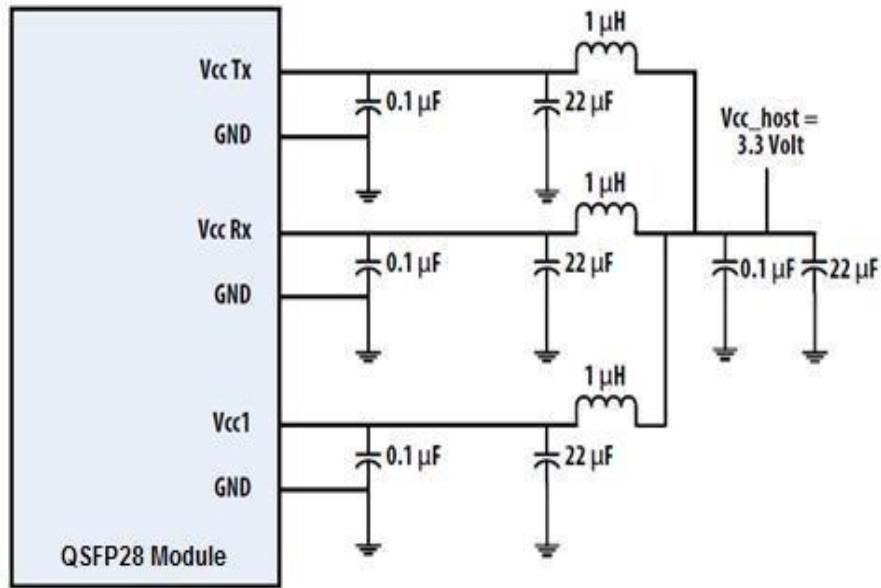 1 μH
Vcc Tx
0.1 μF
22 μF
GND
Vcc_host =
3.3 Volt
1 μH
Vcc Rx
0.1 μF
22 μF
0.1 μF
22 μF
GND
1 μH
Vcc1
0.1 μF
22 μF
GND
QSFP28 Module